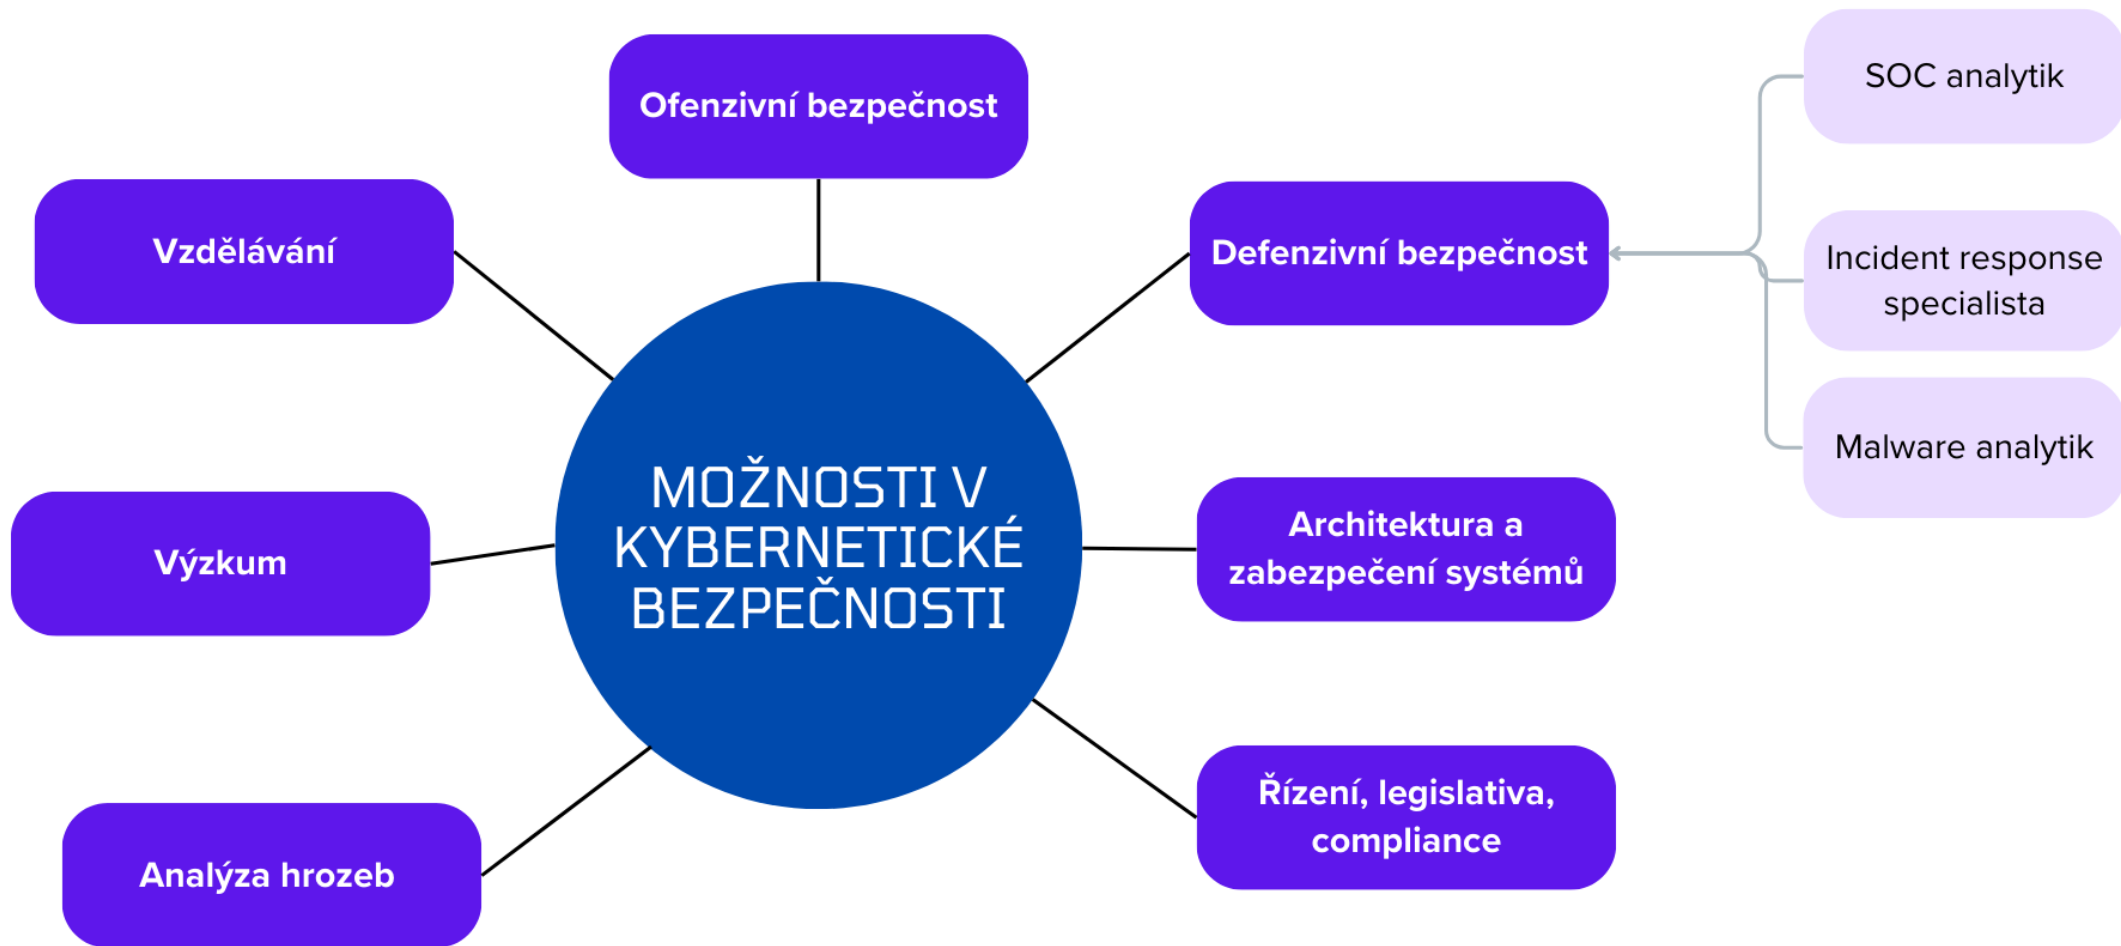 Ofenzivní bezpečnost
SOC analytik
Vzdělávání
Defenzivní bezpečnost
Incident response
specialista
Malware analytik
MOŽNOSTI V
KYBERNETICKÉ
BEZPEČNOSTI
Architektura a
zabezpečení systémů
Výzkum
Řízení, legislativa,
compliance
Analýza hrozeb